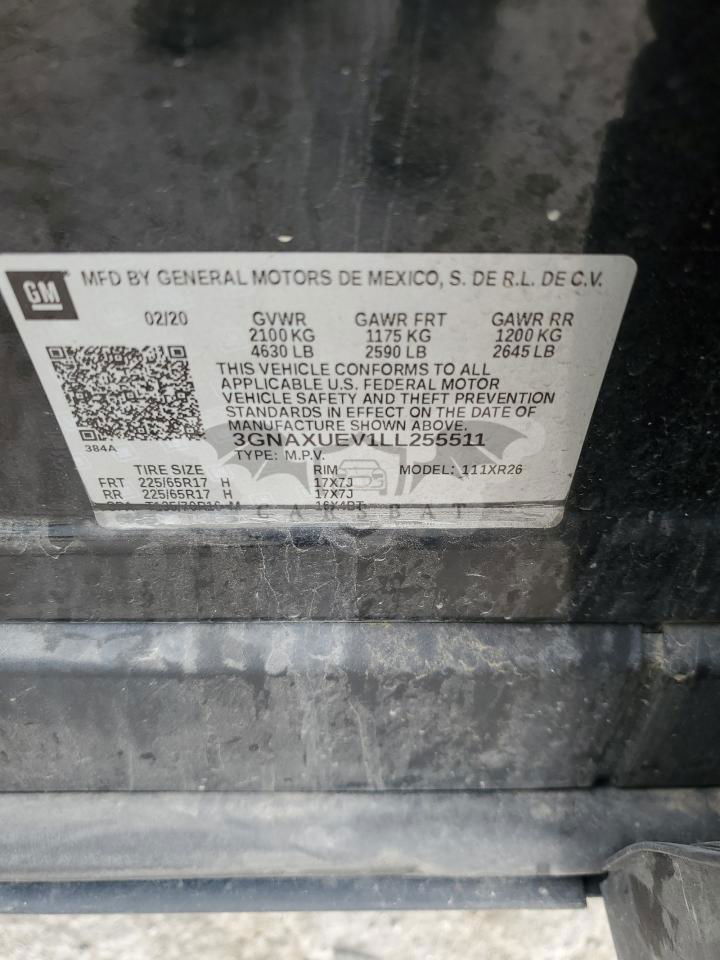 GM
MFD BY GENERAL MOTORS DE MEXICO, S. DE R.L. DE C.V.
02/20 GVWR GAWR FRT GAWR RR
2100 KG 1175 KG 1200 KG
4630 LB 2590 LB 2645 LB
THIS VEHICLE CONFORMS TO ALL
APPLICABLE U.S. FEDERAL MOTOR
VEHICLE SAFETY AND THEFT PREVENTION
STANDARDS IN EFFECT ON THE DATE OF
MANUFACTURE SHOWN ABOVE.
384A
3GNAXUEV1LL255511
TYPE: M.P.V.
TIRE SIZE RIM MODEL: 111XR26
FRT 225/65R17 H 17X7J
RR 225/65R17 H 17X7J
M
CARSBAT